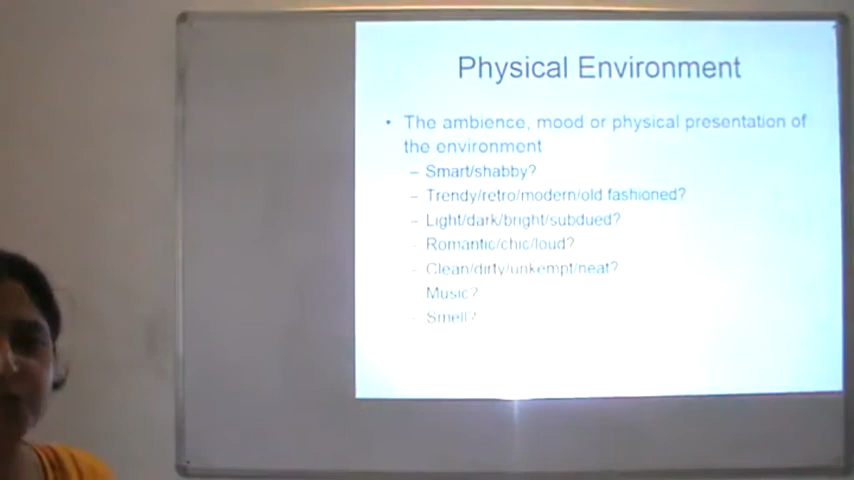 Physical Environment
• The ambience, mood or physical presentation of
the environment
– Smart/shabby?
– Trendy/retro/modern/old fashioned?
– Light/dark/bright/subdued?
- Romantic/chic/loud?
- Clean/dirty/unkempt/neat?
Music?
- Smell?